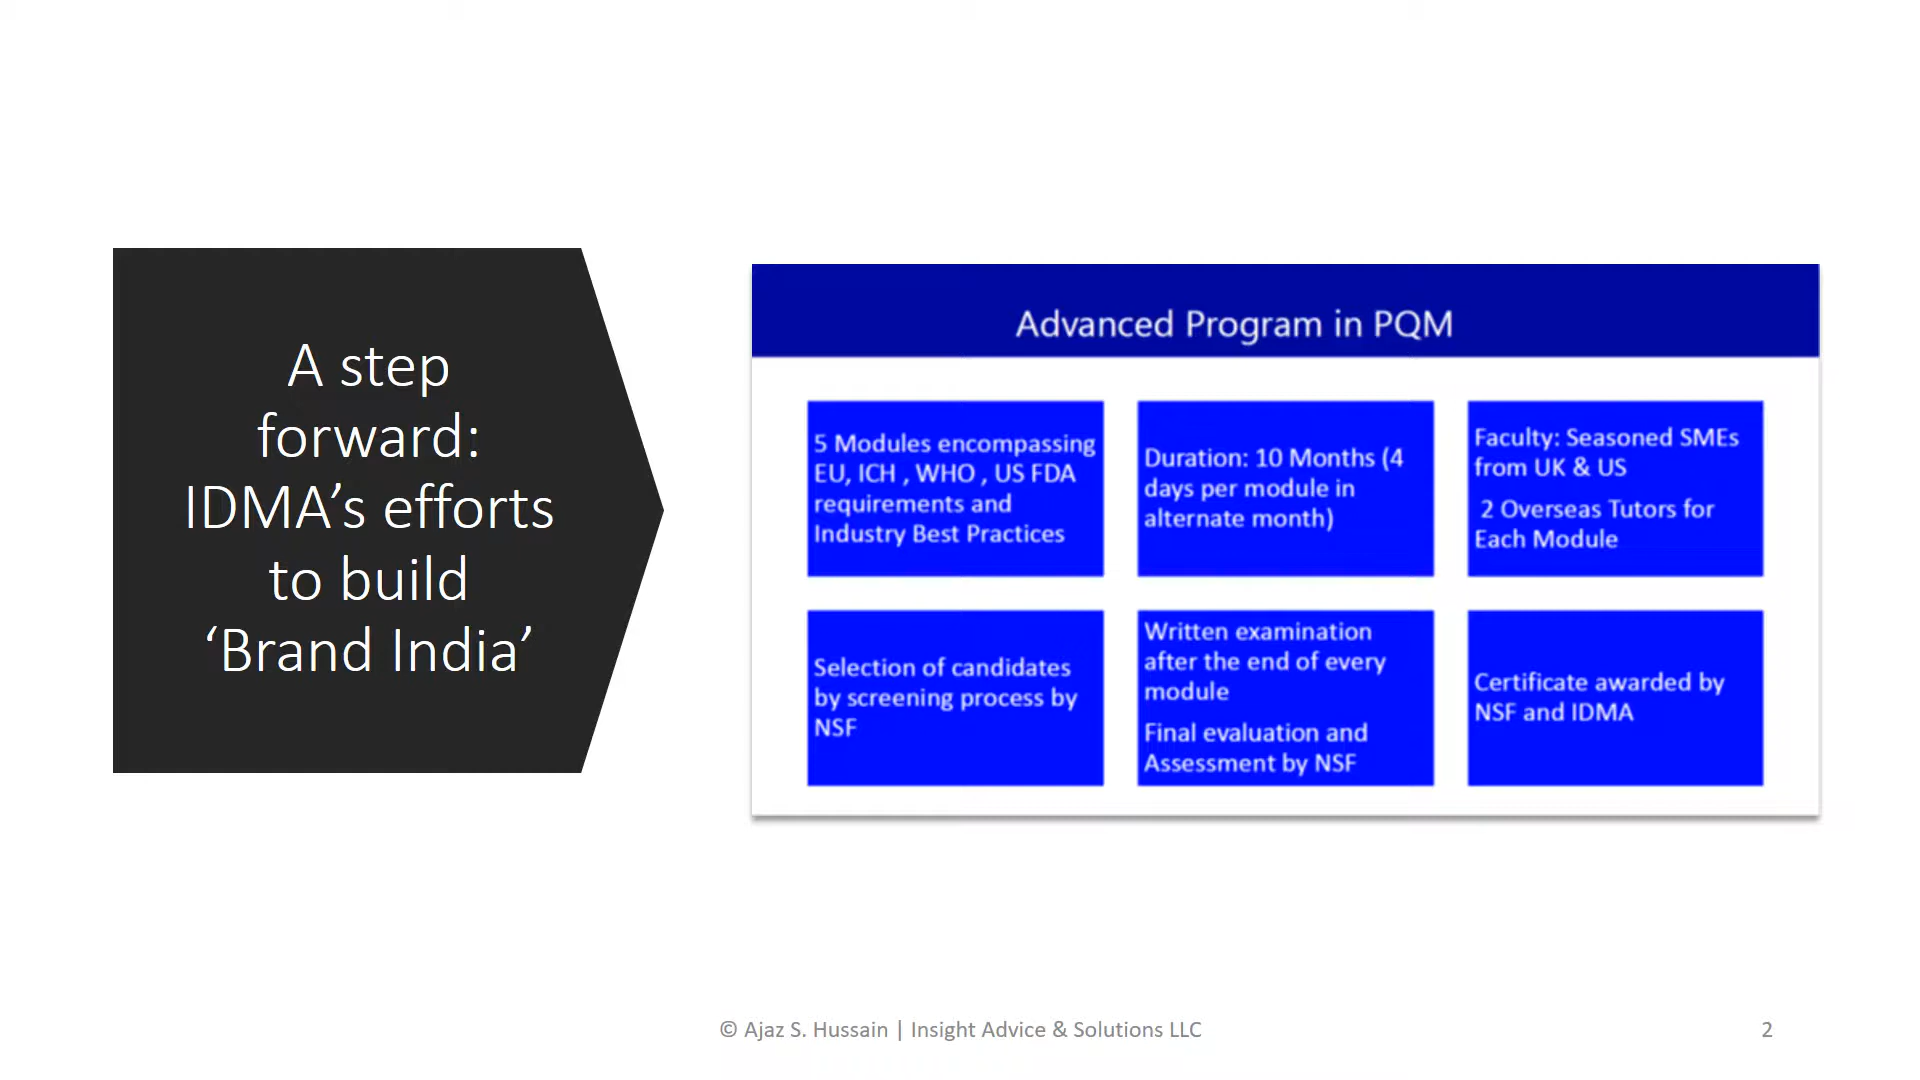 A step
forward:
IDMA’s efforts
to build
‘Brand India’
Advanced Program in PQM
5 Modules encompassing
EU, ICH , WHO , US FDA
requirements and
Industry Best Practices
Duration: 10 Months (4
days per module in
alternate month)
Faculty: Seasoned SMEs
from UK & US
2 Overseas Tutors for
Each Module
Selection of candidates
by screening process by
NSF
Written examination
after the end of every
module
Final evaluation and
Assessment by NSF
Certificate awarded by
NSF and IDMA
© Ajaz S. Hussain | Insight Advice & Solutions LLC
2